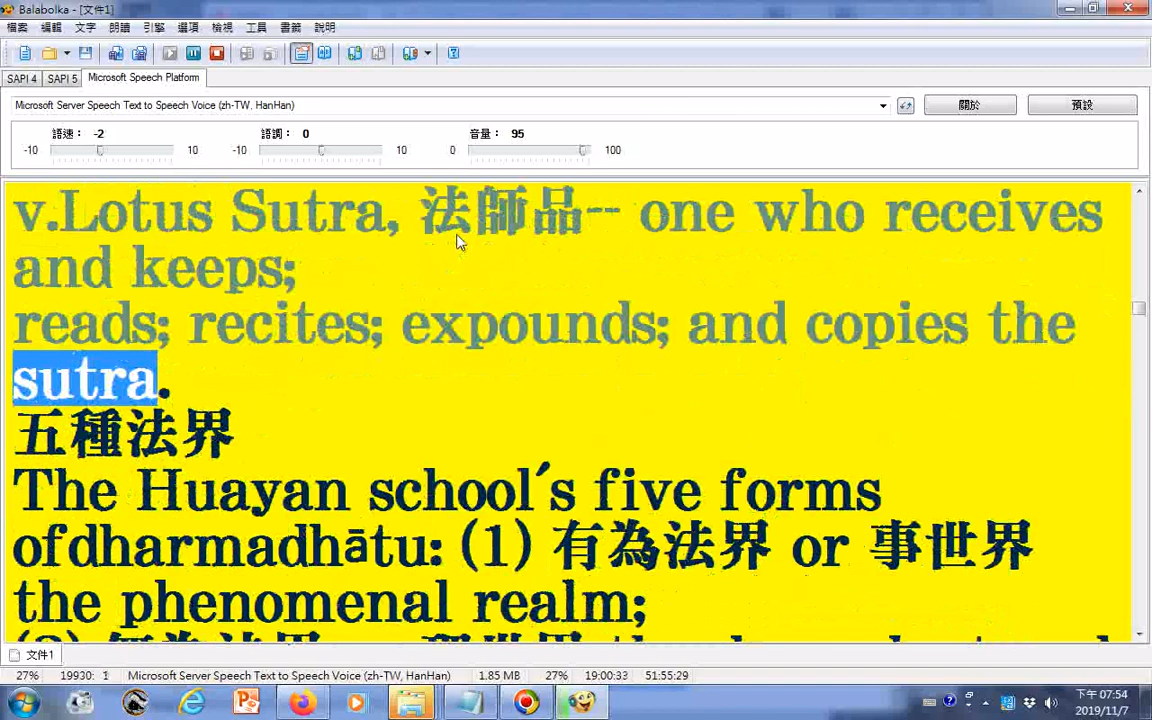 Balabolka - [文件1]
檔案 編輯 文字 朗讀 引擎 選項 檢視 工具 書籤 說明
SAPI 4 SAPI 5 Microsoft Speech Platform
Microsoft Server Speech Text to Speech Voice (zh-TW, HanHan) 關於 預設
語速： -2 語調： 0 音量： 95
-10 10 -10 10 0 100
v.Lotus Sutra, 法師品-- one who receives
and keeps;
reads; recites; expounds; and copies the
sutra.
五種法界
The Huayan school´s five forms
ofdharmadhātu: (1) 有為法界 or 事世界
the phenomenal realm;
文件1
27% 19930: 1 Microsoft Server Speech Text to Speech Voice (zh-TW, HanHan) 1.85 MB 27% 19:00:33 51:55:29
下午 07:54
2019/11/7